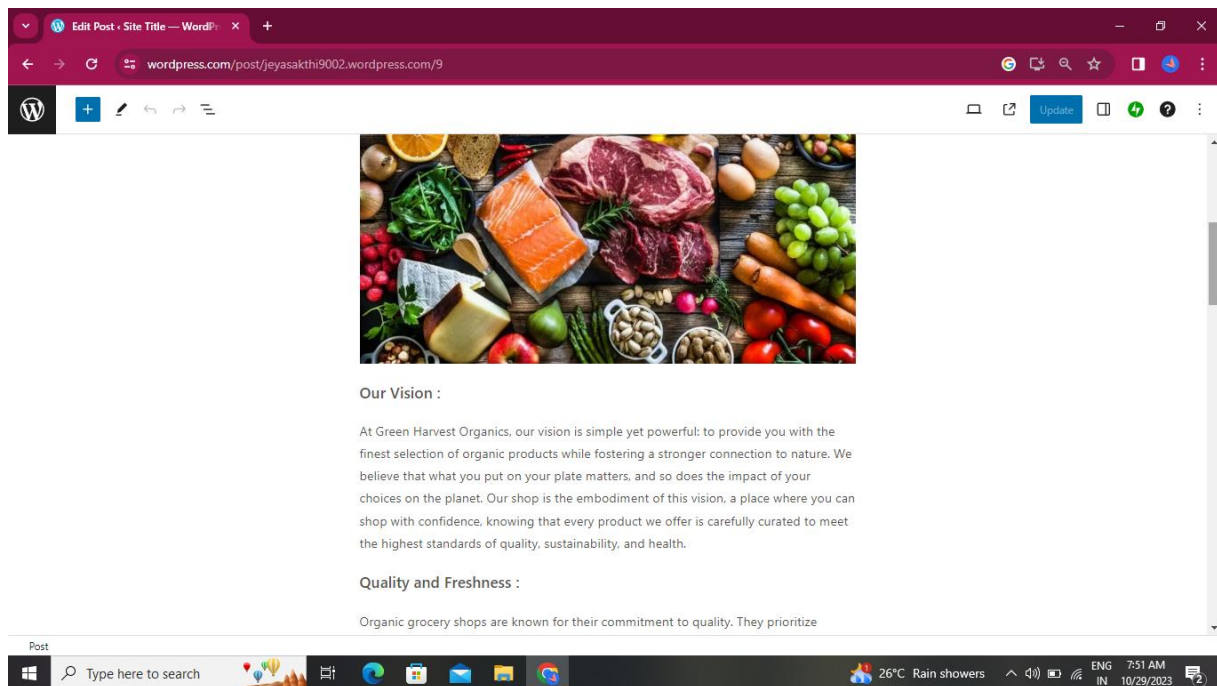 Edit Post ‹ Site Title — WordPr
wordpress.com/post/jeyasakthi9002.wordpress.com/9
Update
Our Vision :
At Green Harvest Organics, our vision is simple yet powerful: to provide you with the
finest selection of organic products while fostering a stronger connection to nature. We
believe that what you put on your plate matters, and so does the impact of your
choices on the planet. Our shop is the embodiment of this vision, a place where you can
shop with confidence, knowing that every product we offer is carefully curated to meet
the highest standards of quality, sustainability, and health.
Quality and Freshness :
Organic grocery shops are known for their commitment to quality. They prioritize
Post
Type here to search
26°C Rain showers
ENG
IN
7:51 AM
10/29/2023
2